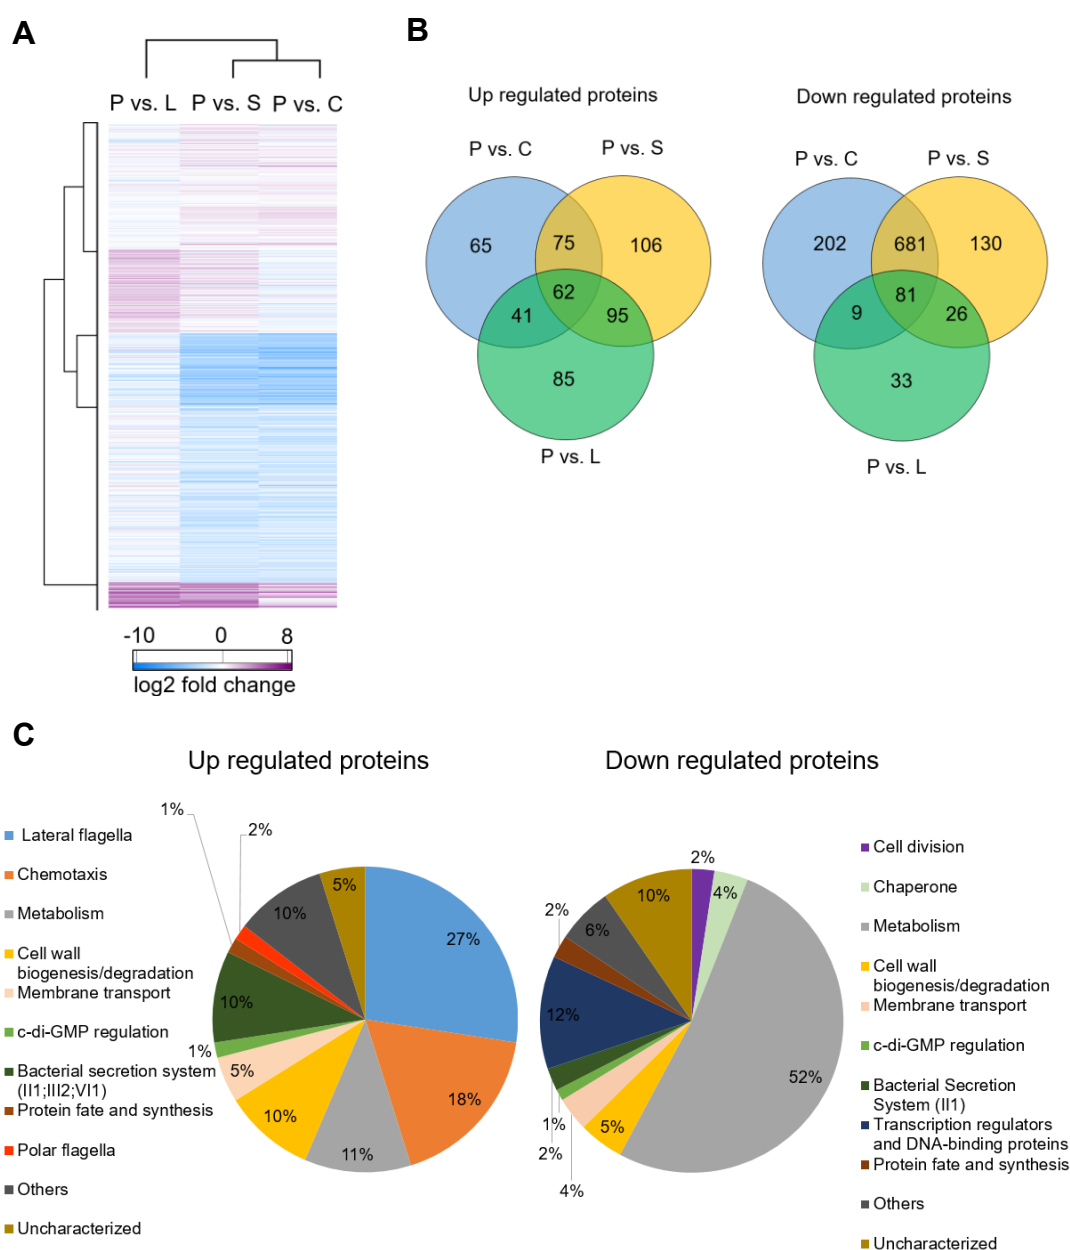 A
P vs. L
P vs. S
P vs. C
-10
0
8
log2 fold change
B
Up regulated proteins
P vs. C
P vs. S
65
75
106
62
41
95
85
P vs. L
Down regulated proteins
P vs. C
P vs. S
202
681
130
81
9
26
33
P vs. L
C
Up regulated proteins
Lateral flagella
Chemotaxis
Metabolism
Cell wall
biogenesis/degradation
Membrane transport
c-di-GMP regulation
Bacterial secretion system
(II1;III2;VI1)
Protein fate and synthesis
Polar flagella
Others
Uncharacterized
1%
2%
5%
10%
27%
10%
1%
5%
10%
11%
18%
Down regulated proteins
2%
4%
10%
2%
6%
12%
52%
1%
2%
4%
5%
Cell division
Chaperone
Metabolism
Cell wall
biogenesis/degradation
Membrane transport
c-di-GMP regulation
Bacterial Secretion
System (II1)
Transcription regulators
and DNA-binding proteins
Protein fate and synthesis
Others
Uncharacterized